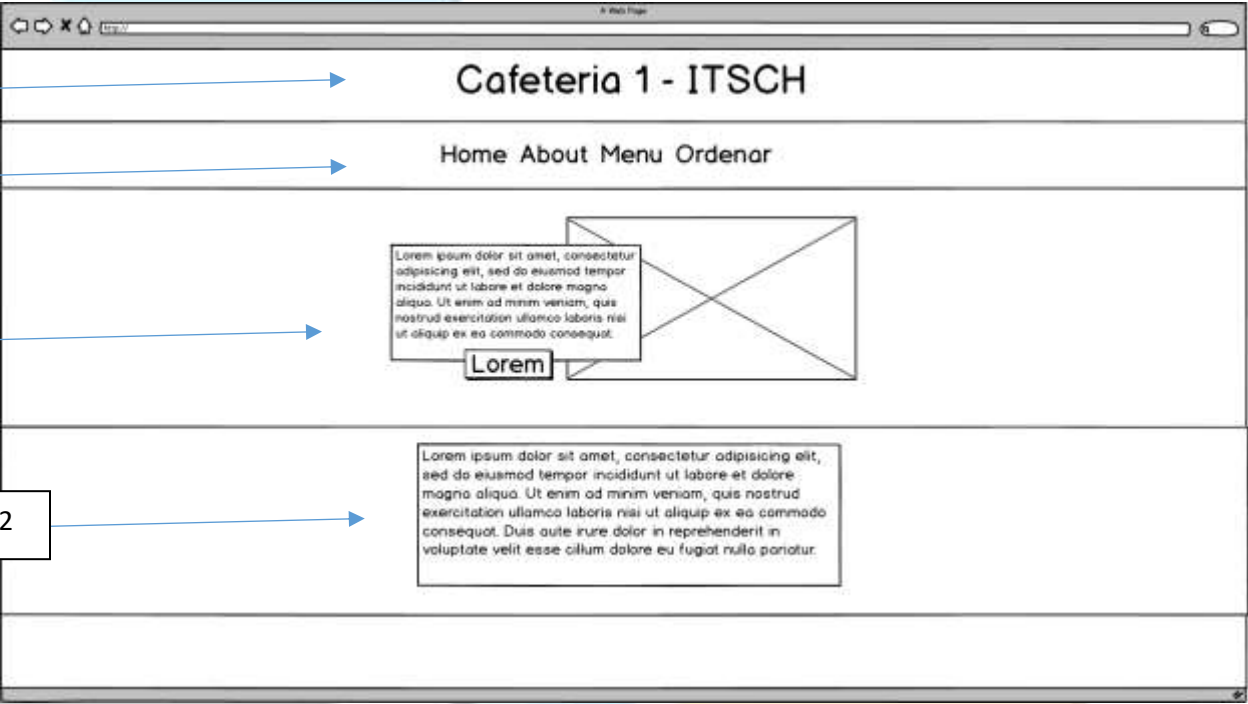 A Web Page
http://
Cafeteria 1 - ITSCH
Home About Menu Ordenar
Lorem ipsum dolor sit amet, consectetur
adipisicing elit, sed do eiusmod tempor
incididunt ut labore et dolore magna
aliqua. Ut enim ad minim veniam, quis
nostrud exercitation ullamco laboris nisi
ut aliquip ex ea commodo consequat.
Lorem
Lorem ipsum dolor sit amet, consectetur adipisicing elit,
sed do eiusmod tempor incididunt ut labore et dolore
magna aliqua. Ut enim ad minim veniam, quis nostrud
exercitation ullamco laboris nisi ut aliquip ex ea commodo
consequat. Duis aute irure dolor in reprehenderit in
voluptate velit esse cillum dolore eu fugiat nulla pariatur.
2